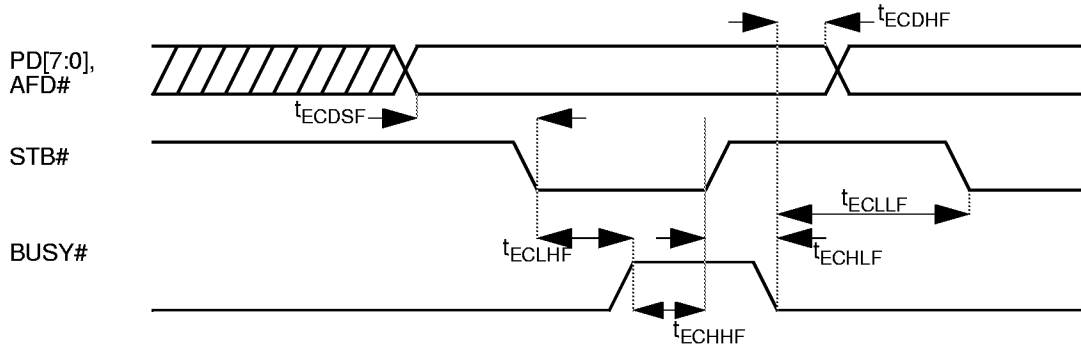 tECDHF
PD[7:0],
AFD#
tECDSF
STB#
tECLLF
BUSY#
tECLHF
tECHLF
tECHHF